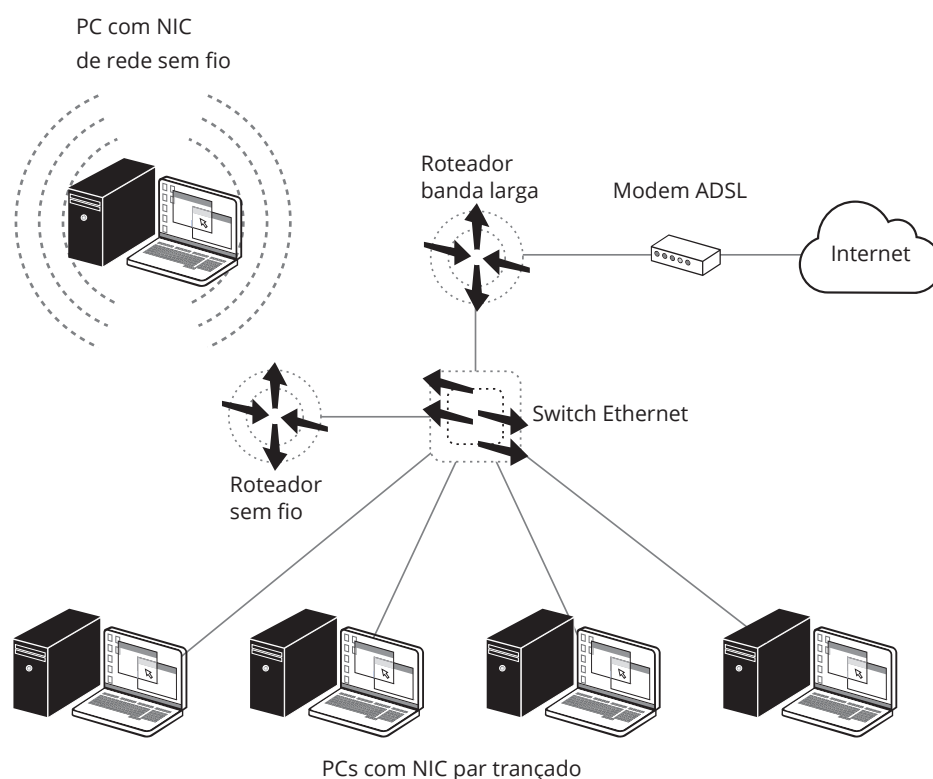 PC com NIC
de rede sem fio
Roteador
banda larga
Modem ADSL
Internet
Switch Ethernet
Roteador
sem fio
PCs com NIC par trançado